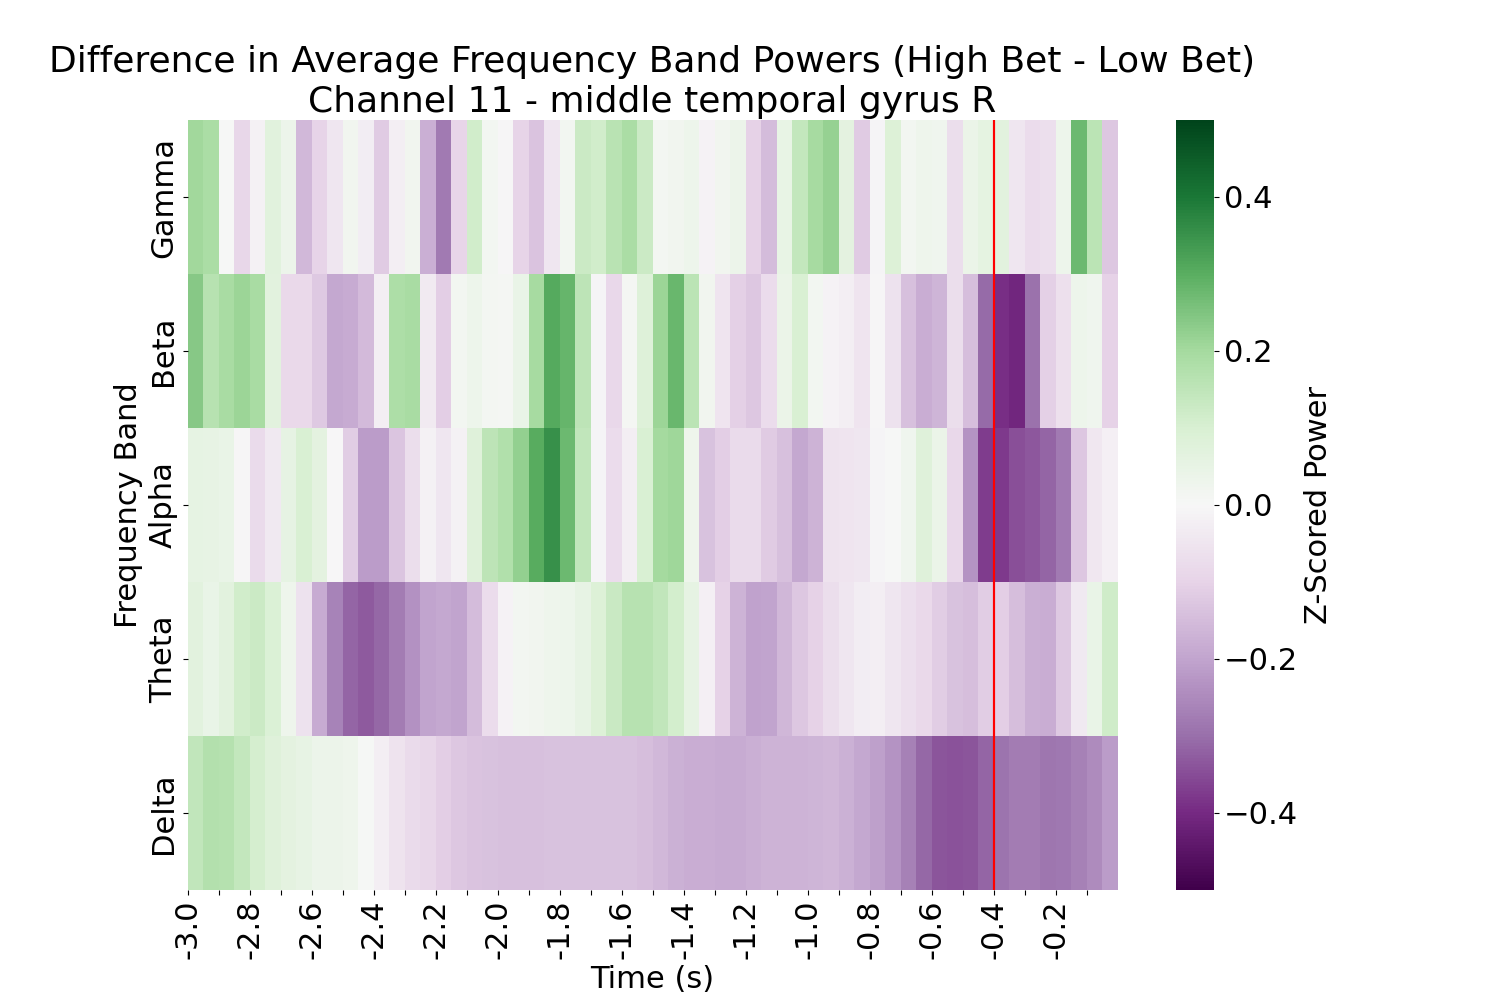 Difference in Average Frequency Band Powers (High Bet - Low Bet)
Channel 11 - middle temporal gyrus R
Frequency Band
Gamma
Beta
Alpha
Theta
Delta
-3.0
-2.8
-2.6
-2.4
-2.2
-2.0
-1.8
-1.6
-1.4
-1.2
-1.0
-0.8
-0.6
-0.4
-0.2
Time (s)
0.4
0.2
0.0
−0.2
−0.4
Z-Scored Power